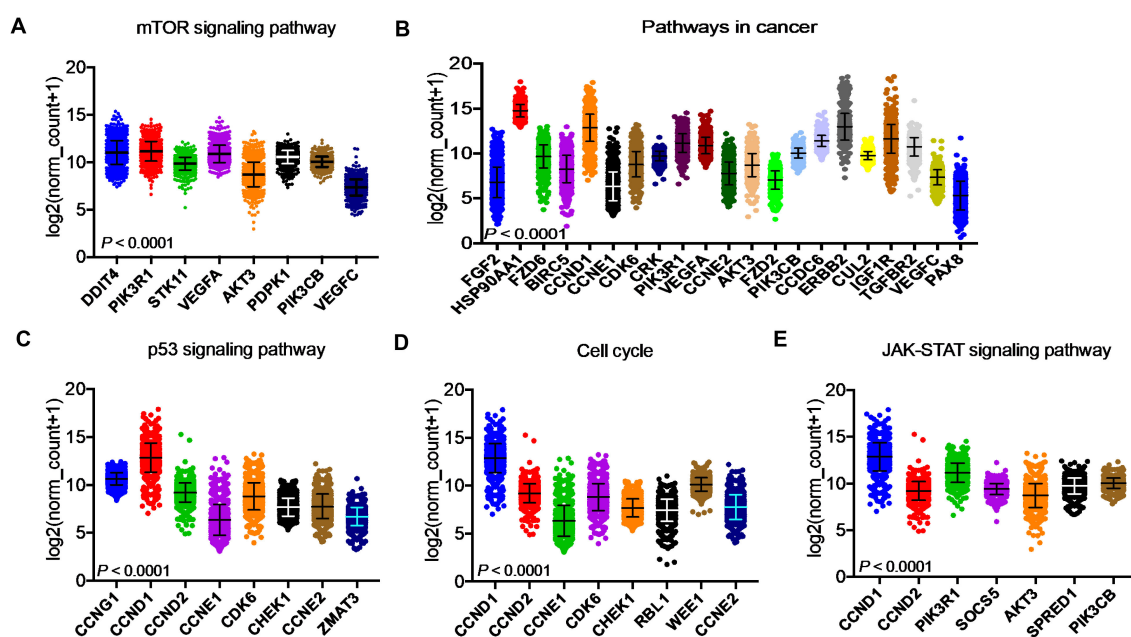 A
mTOR signaling pathway
log2(norm_count+1)
20
15
10
5
0
P < 0.0001
DDIT4
PIK3R1
STK11
VEGFA
AKT3
PDPK1
PIK3CB
VEGFC
B
Pathways in cancer
log2(norm_count+1)
20
15
10
5
0
P < 0.0001
FGF2
HSP90AA1
FZD6
BIRC5
CCND1
CCNE1
CDK6
CRK
PIK3R1
VEGFA
CCNE2
AKT3
FZD2
PIK3CB
CCDC6
ERBB2
CUL2
IGF1R
TGFBR2
VEGFC
PAX8
C
p53 signaling pathway
log2(norm_count+1)
20
15
10
5
0
P < 0.0001
CCNG1
CCND1
CCND2
CCNE1
CDK6
CHEK1
CCNE2
ZMAT3
D
Cell cycle
log2(norm_count+1)
20
15
10
5
0
P < 0.0001
CCND1
CCND2
CCNE1
CDK6
CHEK1
RBL1
WEE1
CCNE2
E
JAK-STAT signaling pathway
log2(norm_count+1)
20
15
10
5
0
P < 0.0001
CCND1
CCND2
PIK3R1
SOCS5
AKT3
SPRED1
PIK3CB